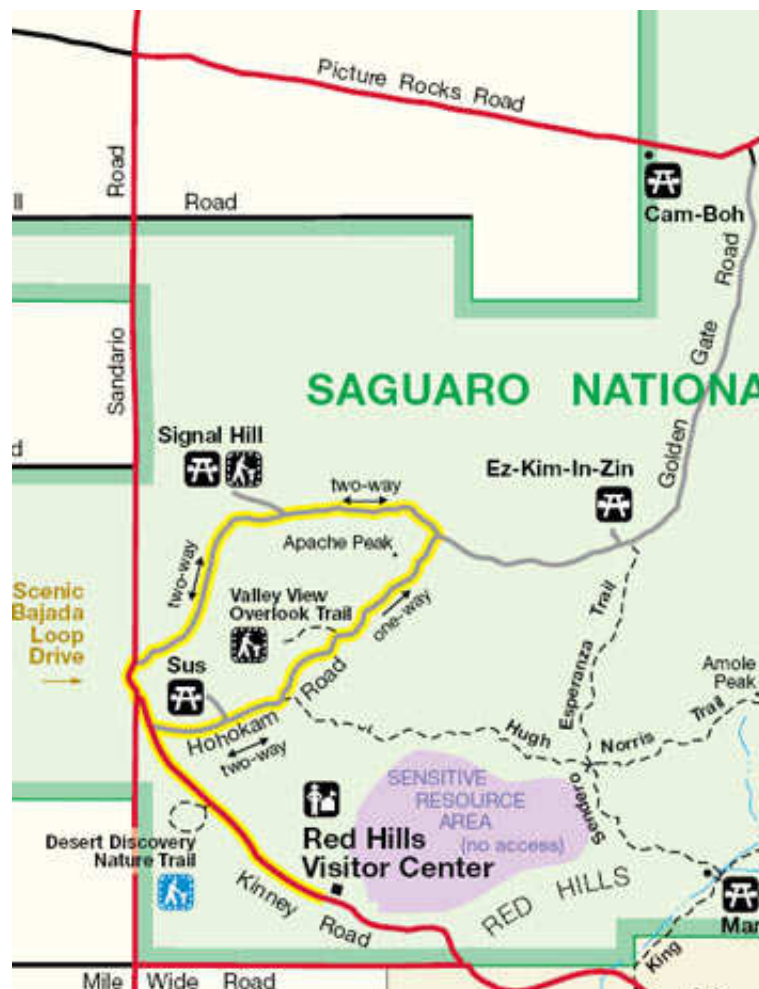 Picture Rocks Road
Road
ll
Road
Cam-Boh
Golden Gate Road
Sandario
SAGUARO NATIONA
d
Signal Hill
two-way
Ez-Kim-In-Zin
Apache Peak
two-way
Scenic
Bajada
Loop
Drive
Valley View
Overlook Trail
one-way
Sus
Hohokam Road
two-way
Sendero Esperanza Trail
Amole
Peak
Hugh Norris Trail
SENSITIVE
RESOURCE
AREA
(no access)
Desert Discovery
Nature Trail
Red Hills
Visitor Center
Kinney Road
RED HILLS
Mar
King
Mile Wide Road